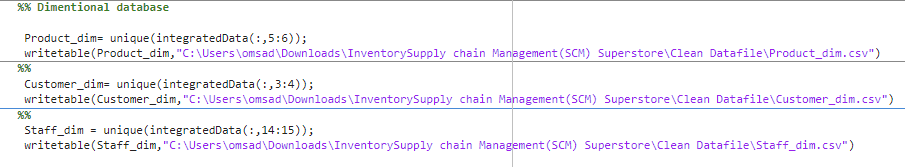 %% Dimentional database
Product_dim= unique(integratedData(:,5:6));
writetable(Product_dim,"C:\Users\omsad\Downloads\InventorySupply chain Management(SCM) Superstore\Clean Datafile\Product_dim.csv")
%%
Customer_dim= unique(integratedData(:,3:4));
writetable(Customer_dim,"C:\Users\omsad\Downloads\InventorySupply chain Management(SCM) Superstore\Clean Datafile\Customer_dim.csv")
%%
Staff_dim = unique(integratedData(:,14:15));
writetable(Staff_dim,"C:\Users\omsad\Downloads\InventorySupply chain Management(SCM) Superstore\Clean Datafile\Staff_dim.csv")